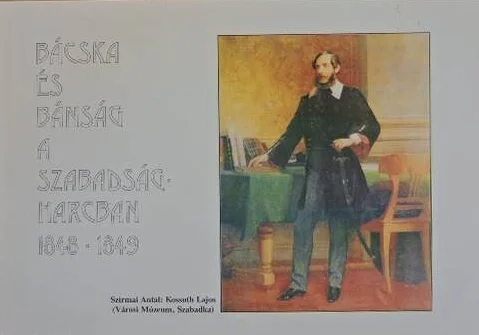 BÁCSKA
ÉS
BÁNSÁG
A
SZABADSÁG-
HARCBAN
1848 - 1849
Szirmai Antal: Kossuth Lajos
(Városi Múzeum, Szabadka)